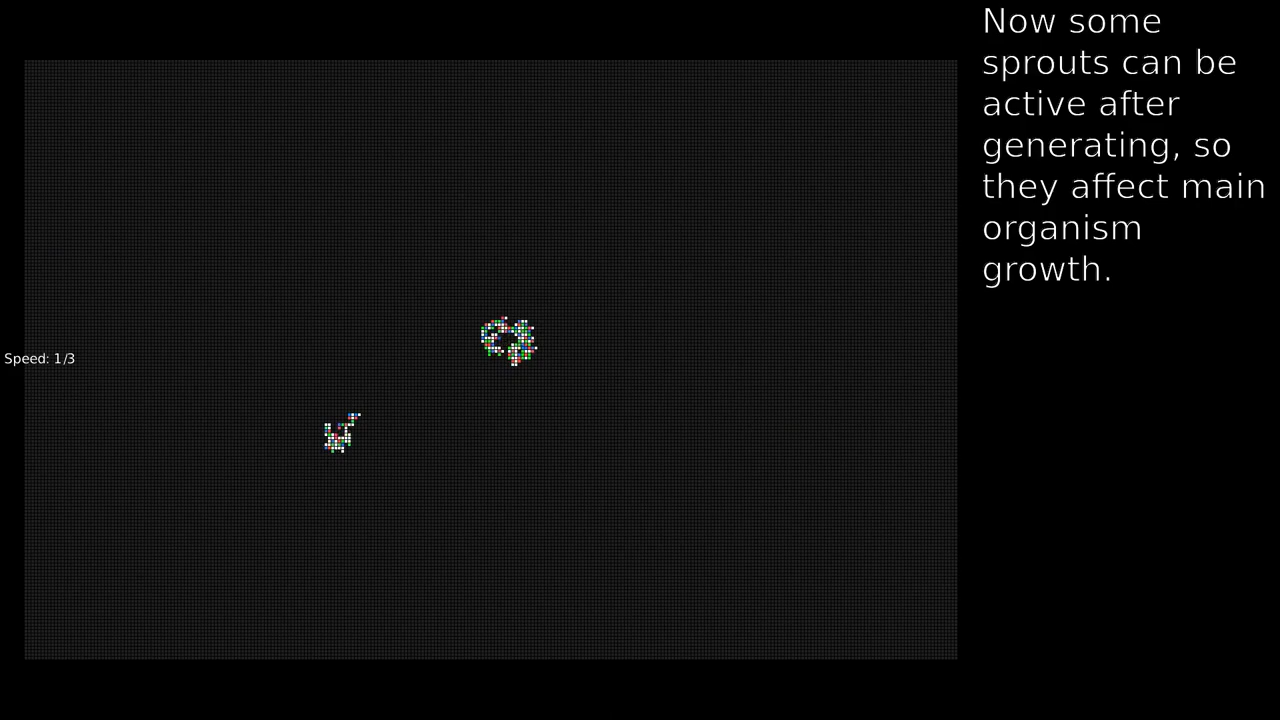 Now some
sprouts can be
active after
generating, so
they affect main
organism
growth.
Speed: 1/3